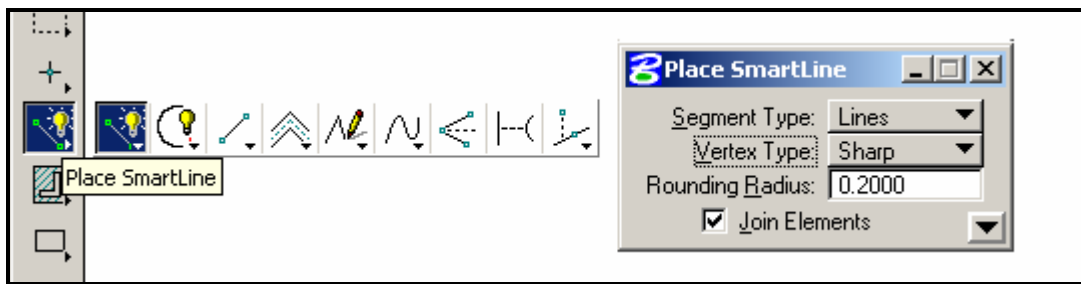 Place SmartLine
Place SmartLine
Segment Type: Lines
Vertex Type: Sharp
Rounding Radius: 0.2000
Join Elements